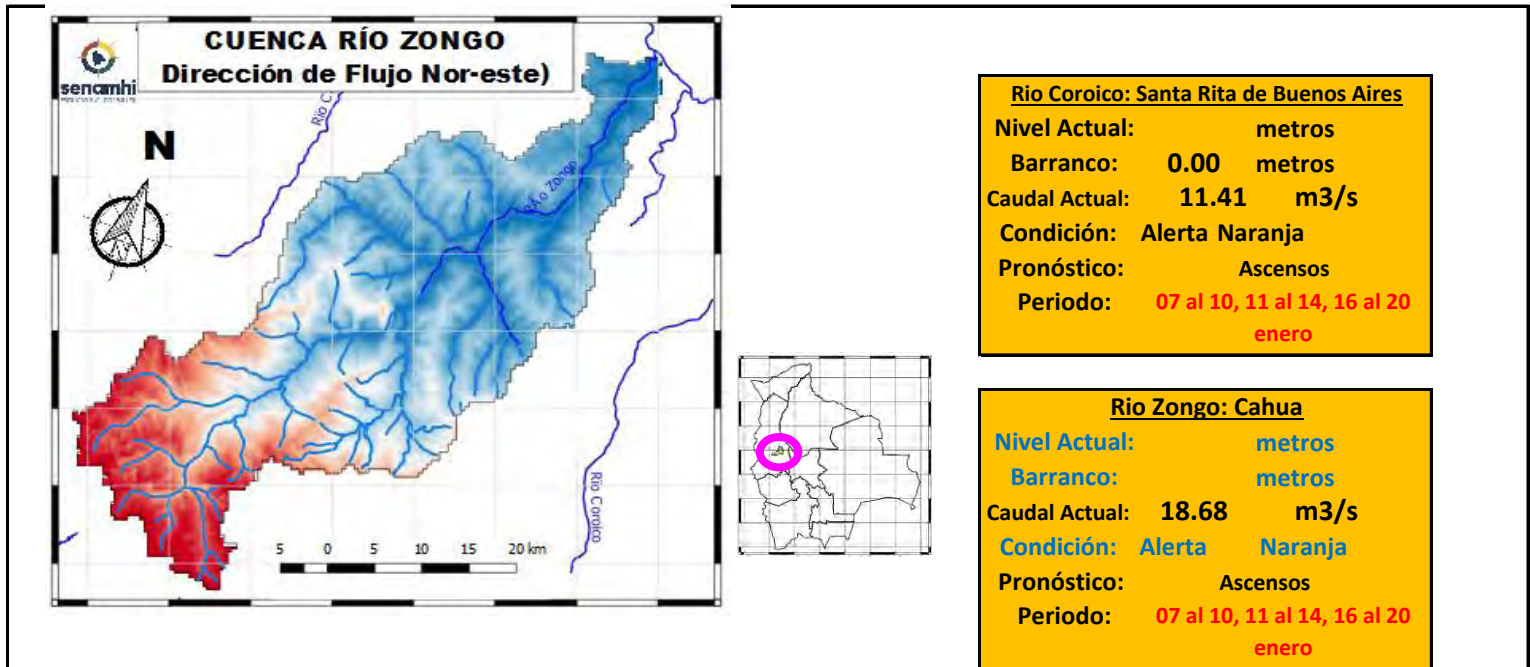 CUENCA RÍO ZONGO
Dirección de Flujo Nor-este)
senamhi
N
Río C
Río Coroico
5 0 5 10 15 20 km
Rio Coroico: Santa Rita de Buenos Aires
Nivel Actual: metros
Barranco: 0.00 metros
Caudal Actual: 11.41 m3/s
Condición: Alerta Naranja
Pronóstico: Ascensos
Periodo: 07 al 10, 11 al 14, 16 al 20
enero
Rio Zongo: Cahua
Nivel Actual: metros
Barranco: metros
Caudal Actual: 18.68 m3/s
Condición: Alerta Naranja
Pronóstico: Ascensos
Periodo: 07 al 10, 11 al 14, 16 al 20
enero